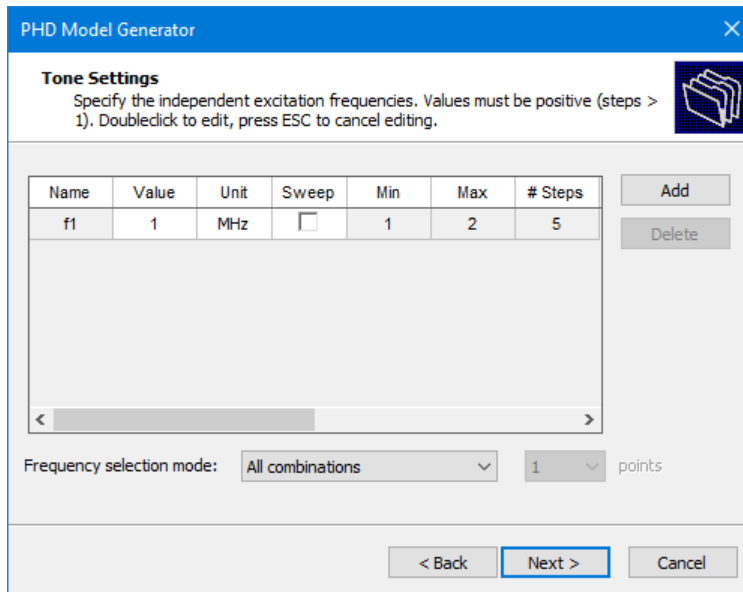 PHD Model Generator
Tone Settings
Specify the independent excitation frequencies. Values must be positive (steps >
1). Doubleclick to edit, press ESC to cancel editing.
Name Value Unit Sweep Min Max # Steps
f1 1 MHz 1 2 5
Add
Delete
Frequency selection mode: All combinations 1 points
< Back Next > Cancel